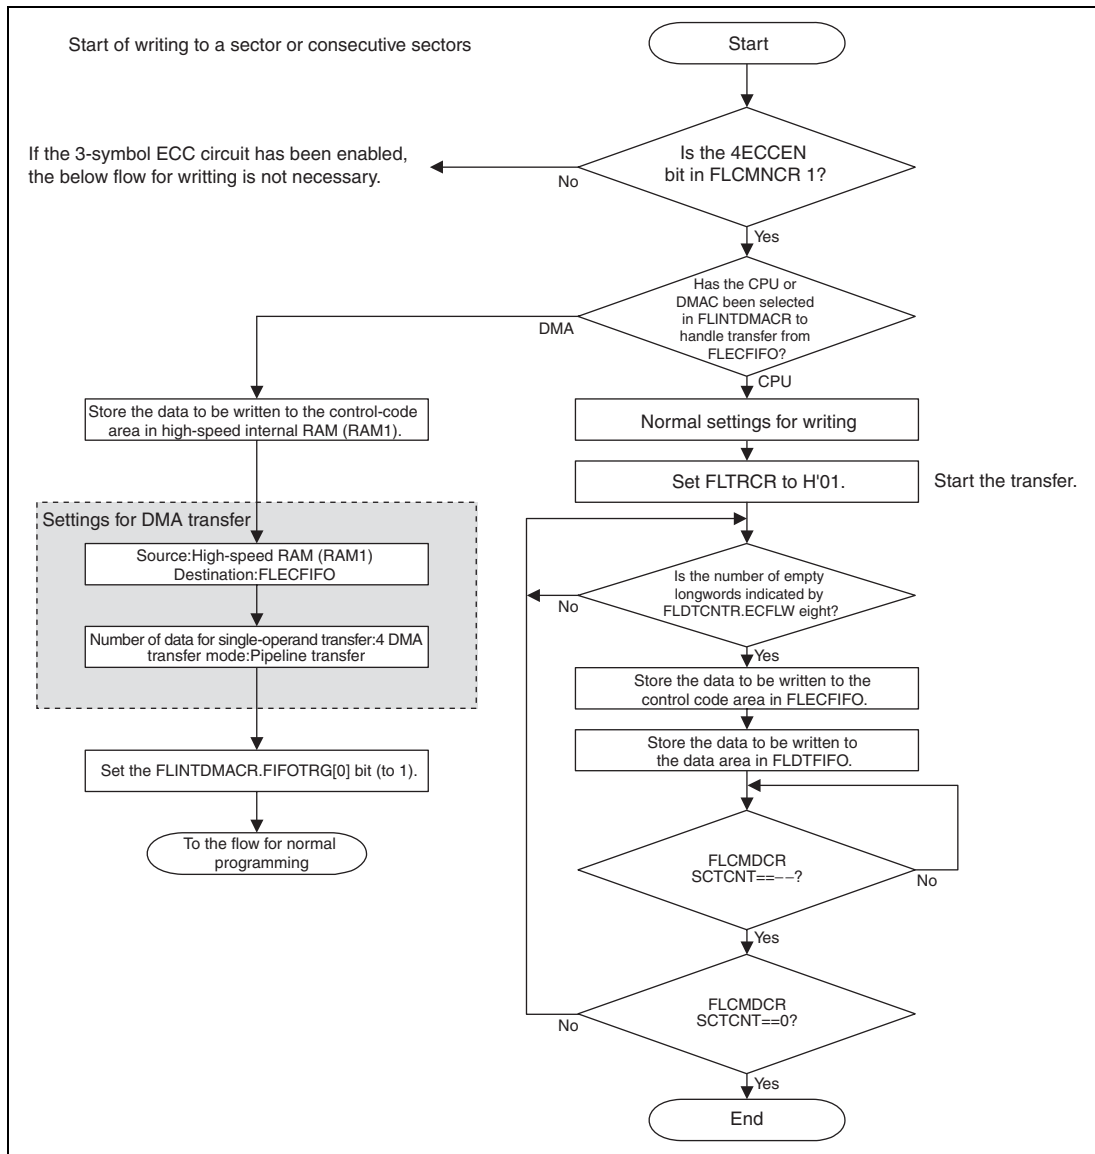 Start of writing to a sector or consecutive sectors
Start
If the 3-symbol ECC circuit has been enabled,
the below flow for writting is not necessary.
Is the 4ECCEN
bit in FLCMNCR 1?
No
Yes
Has the CPU or
DMAC been selected
in FLINTDMACR to
handle transfer from
FLECFIFO?
DMA
CPU
Store the data to be written to the control-code
area in high-speed internal RAM (RAM1).
Settings for DMA transfer
Source:High-speed RAM (RAM1)
Destination:FLECFIFO
Number of data for single-operand transfer:4 DMA
transfer mode:Pipeline transfer
Set the FLINTDMACR.FIFOTRG[0] bit (to 1).
To the flow for normal
programming
Normal settings for writing
Set FLTRCR to H'01.
Start the transfer.
Is the number of empty
longwords indicated by
FLDTCNTR.ECFLW eight?
No
Yes
Store the data to be written to the
control code area in FLECFIFO.
Store the data to be written to
the data area in FLDTFIFO.
FLCMDCR
SCTCNT==−−?
No
Yes
FLCMDCR
SCTCNT==0?
No
Yes
End